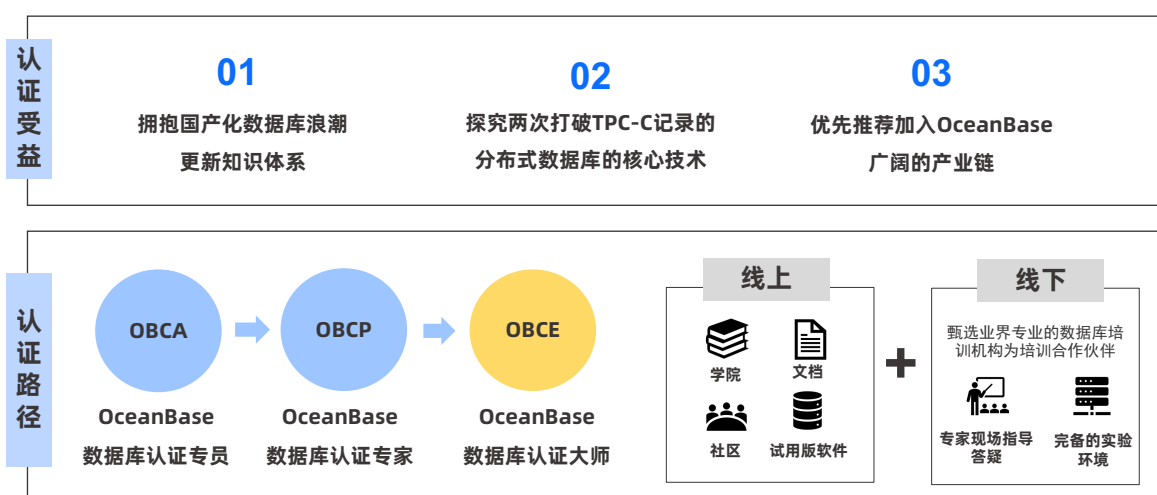 认证受益
01
拥抱国产化数据库浪潮
更新知识体系
02
探究两次打破TPC-C记录的
分布式数据库的核心技术
03
优先推荐加入OceanBase
广阔的产业链
认证路径
OBCA
OceanBase
数据库认证专员
OBCP
OceanBase
数据库认证专家
OBCE
OceanBase
数据库认证大师
线上
学院
文档
社区
试用版软件
+
线下
甄选业界专业的数据库培
训机构为培训合作伙伴
专家现场指导
答疑
完备的实验
环境